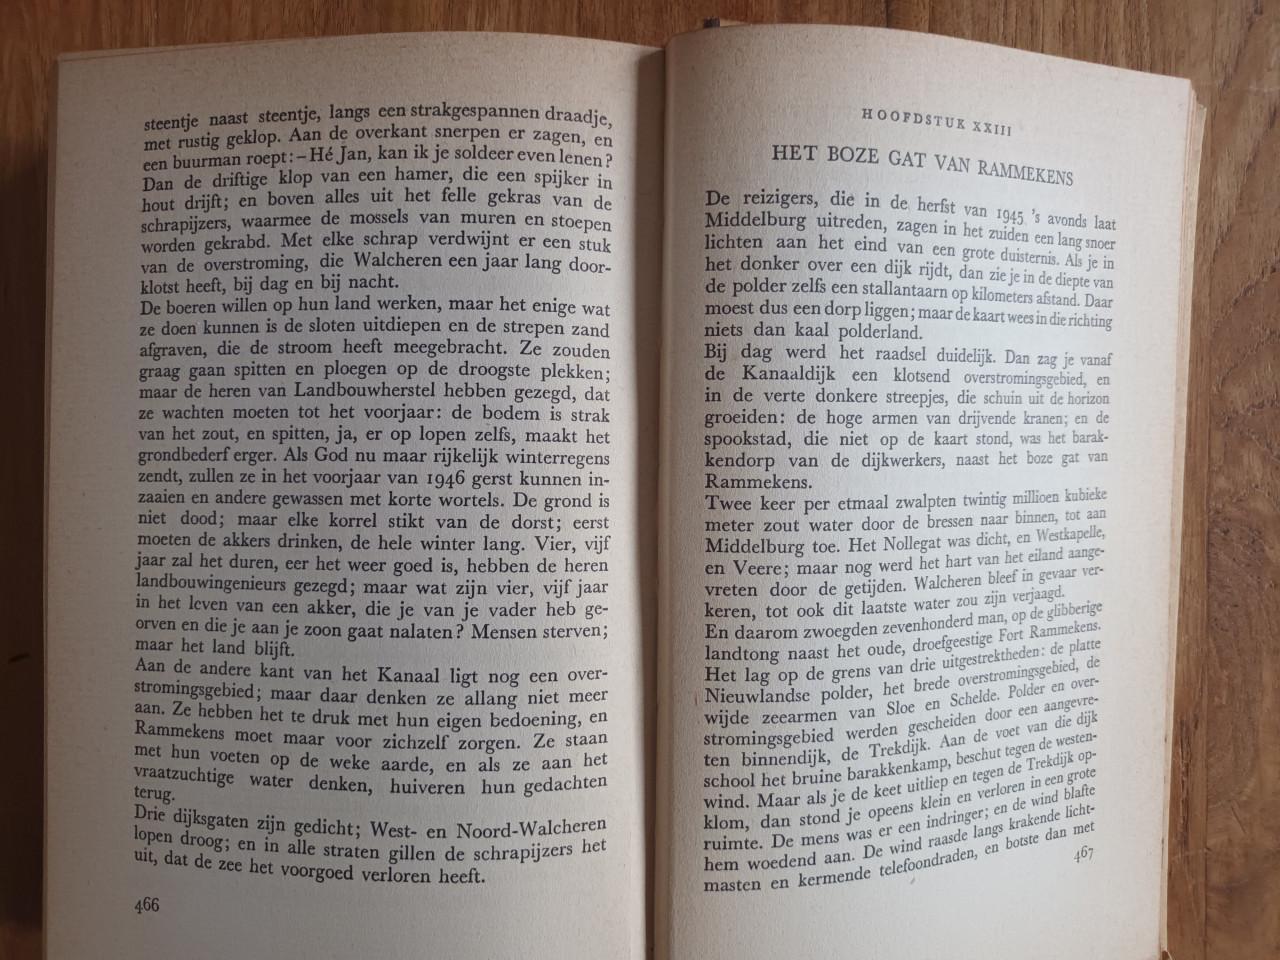 steentje naast steentje, langs een strakgespannen draadje,
met rustig geklop. Aan de overkant snerpen er zagen, en
een buurman roept: – Hé Jan, kan ik je soldeer even lenen?
Dan de driftige klop van een hamer, die een spijker in
hout drijft; en boven alles uit het felle gekras van de
schrapijzers, waarmee de mossels van muren en stoepen
worden gekrabd. Met elke schrap verdwijnt er een stuk
van de overstroming, die Walcheren een jaar lang door-
klotst heeft, bij dag en bij nacht.
De boeren willen op hun land werken, maar het enige wat
ze doen kunnen is de sloten uitdiepen en de strepen zand
afgraven, die de stroom heeft meegebracht. Ze zouden
graag gaan spitten en ploegen op de droogste plekken;
maar de heren van Landbouwherstel hebben gezegd, dat
ze wachten moeten tot het voorjaar: de bodem is strak
van het zout, en spitten, ja, er op lopen zelfs, maakt het
grondbederf erger. Als God nu maar rijkelijk winterregens
zendt, zullen ze in het voorjaar van 1946 gerst kunnen in-
zaaien en andere gewassen met korte wortels. De grond is
niet dood; maar elke korrel stikt van de dorst; eerst
moeten de akkers drinken, de hele winter lang. Vier, vijf
jaar zal het duren, eer het weer goed is, hebben de heren
landbouwingenieurs gezegd; maar wat zijn vier, vijf jaar
in het leven van een akker, die je van je vader heb ge-
orven en die je aan je zoon gaat nalaten? Mensen sterven;
maar het land blijft.
Aan de andere kant van het Kanaal ligt nog een over-
stromingsgebied; maar daar denken ze allang niet meer
aan. Ze hebben het te druk met hun eigen bedoening, en
Rammekens moet maar voor zichzelf zorgen. Ze staan
met hun voeten op de weke aarde, en als ze aan het
vraatzuchtige water denken, huiveren hun gedachten
terug.
Drie dijksgaten zijn gedicht; West- en Noord-Walcheren
lopen droog; en in alle straten gillen de schrapijzers het
uit, dat de zee het voorgoed verloren heeft.
466
HOOFDSTUK XXIII
HET BOZE GAT VAN RAMMEKENS
De reizigers, die in de herfst van 1945 's avonds laat
Middelburg uitreden, zagen in het zuiden een lang snoer
lichten aan het eind van een grote duisternis. Als je in
het donker over een dijk rijdt, dan zie je in de diepte van
de polder zelfs een stallantaarn op kilometers afstand. Daar
moest dus een dorp liggen; maar de kaart wees in die richting
niets dan kaal polderland.
Bij dag werd het raadsel duidelijk. Dan zag je vanaf
de Kanaaldijk een klotsend overstromingsgebied, en
in de verte donkere streepjes, die schuin uit de horizon
groeiden: de hoge armen van drijvende kranen; en de
spookstad, die niet op de kaart stond, was het barak-
kendorp van de dijkwerkers, naast het boze gat van
Rammekens.
Twee keer per etmaal zwalpten twintig millioen kubieke
meter zout water door de bressen naar binnen, tot aan
Middelburg toe. Het Nollegat was dicht, en Westkapelle,
en Veere; maar nog werd het hart van het eiland aange-
vreten door de getijden. Walcheren bleef in gevaar ver-
keren, tot ook dit laatste water zou zijn verjaagd.
En daarom zwoegden zevenhonderd man, op de glibberige
landtong naast het oude, droefgeestige Fort Rammekens.
Het lag op de grens van drie uitgestrektheden: de platte
Nieuwlandse polder, het brede overstromingsgebied, de
wijde zeearmen van Sloe en Schelde. Polder en over-
stromingsgebied werden gescheiden door een aangevre-
ten binnendijk, de Trekdijk. Aan de voet van die dijk
school het bruine barakkenkamp, beschut tegen de westen-
wind. Maar als je de keet uitliep en tegen de Trekdijk op-
klom, dan stond je opeens klein en verloren in een grote
ruimte. De mens was er een indringer; en de wind blafte
hem woedend aan. De wind raasde langs krakende licht-
masten en kermende telefoondraden, en botste dan met
467